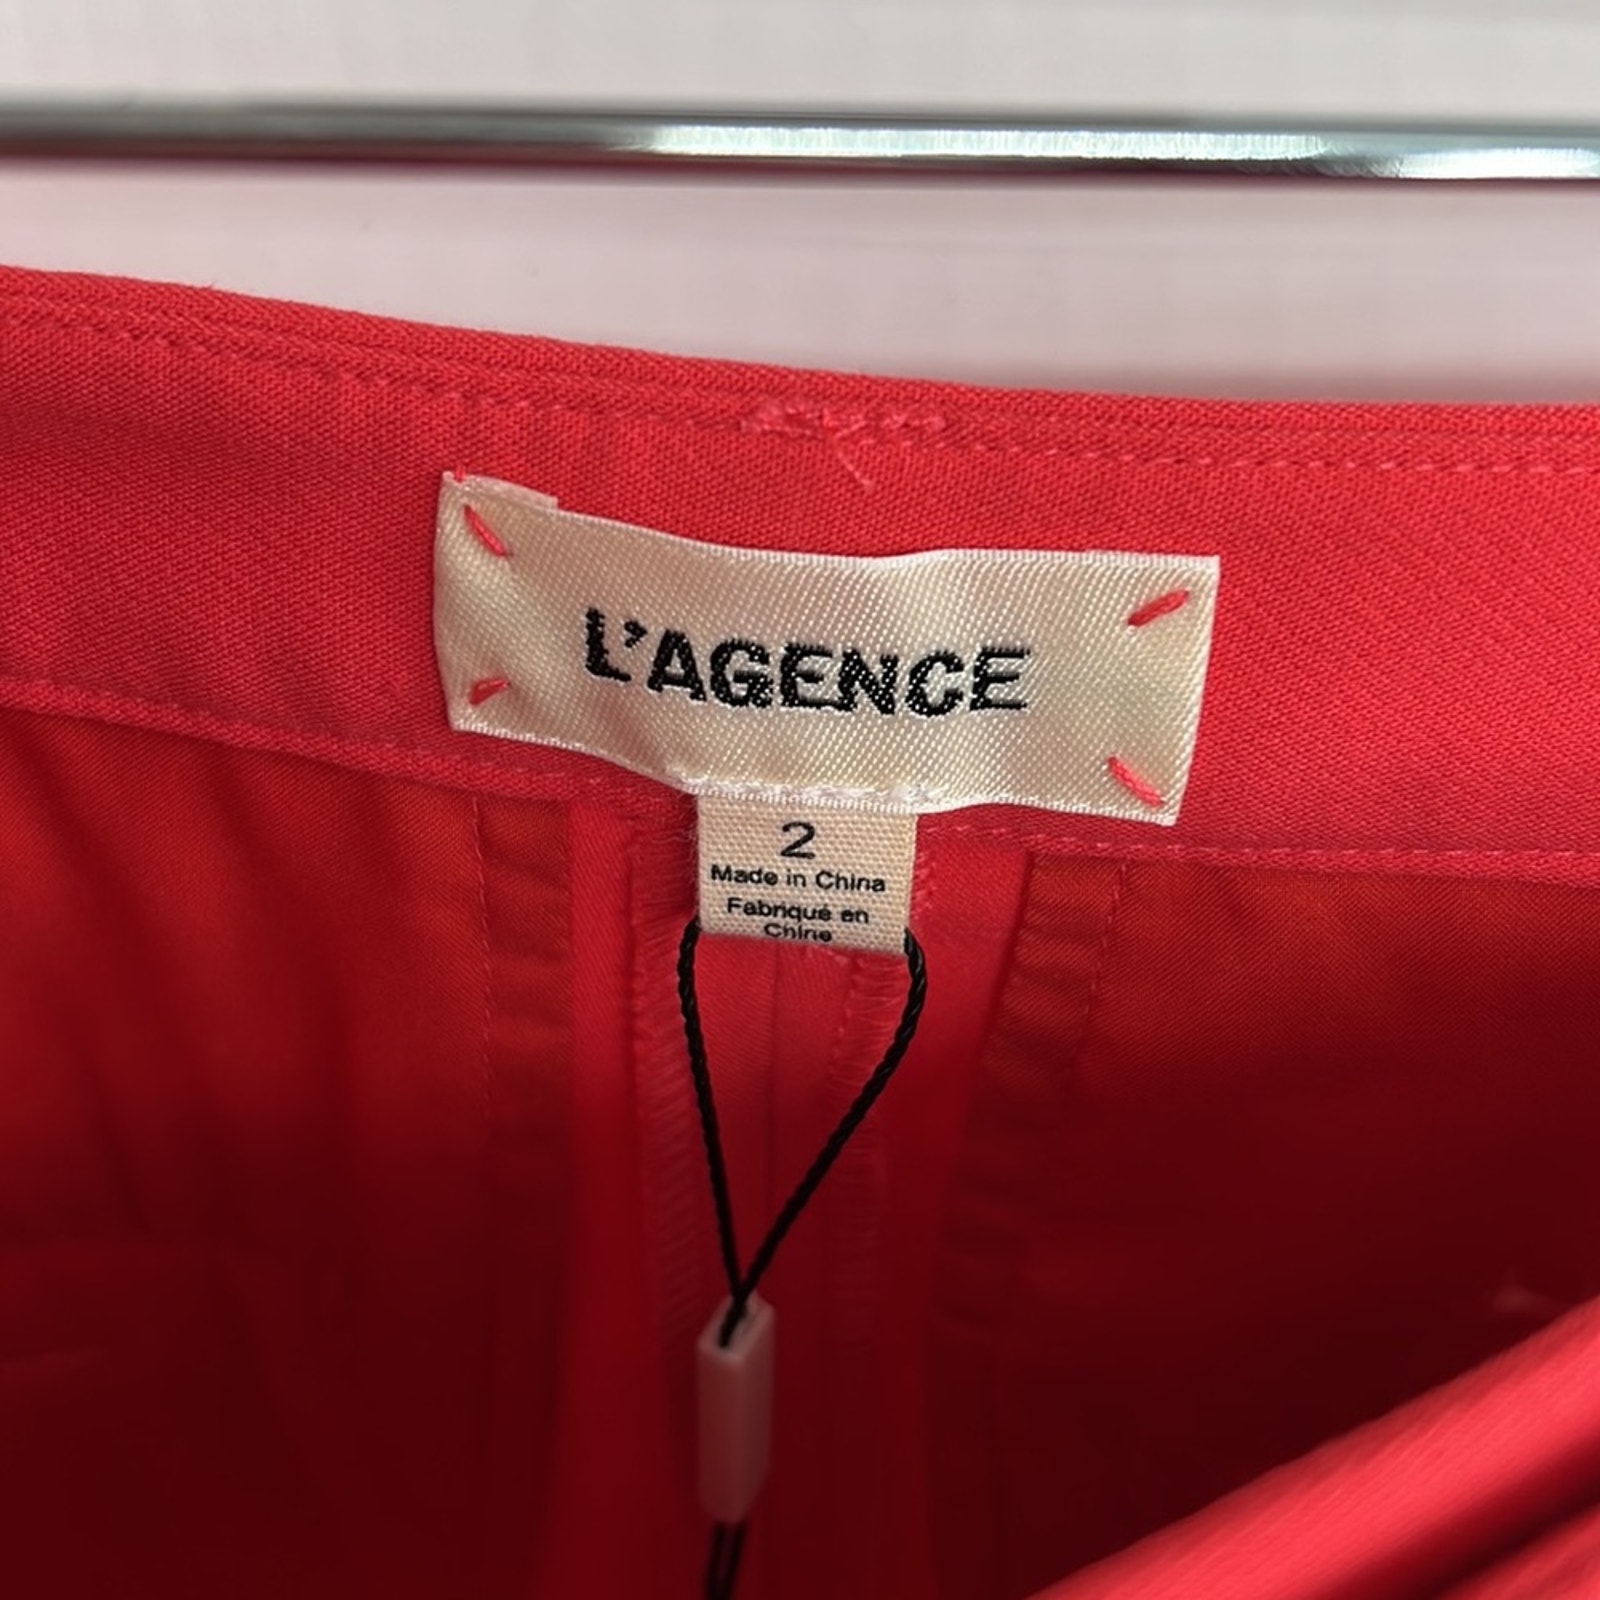 L'AGENCE
2
Made in China
Fabriqué en
Chine